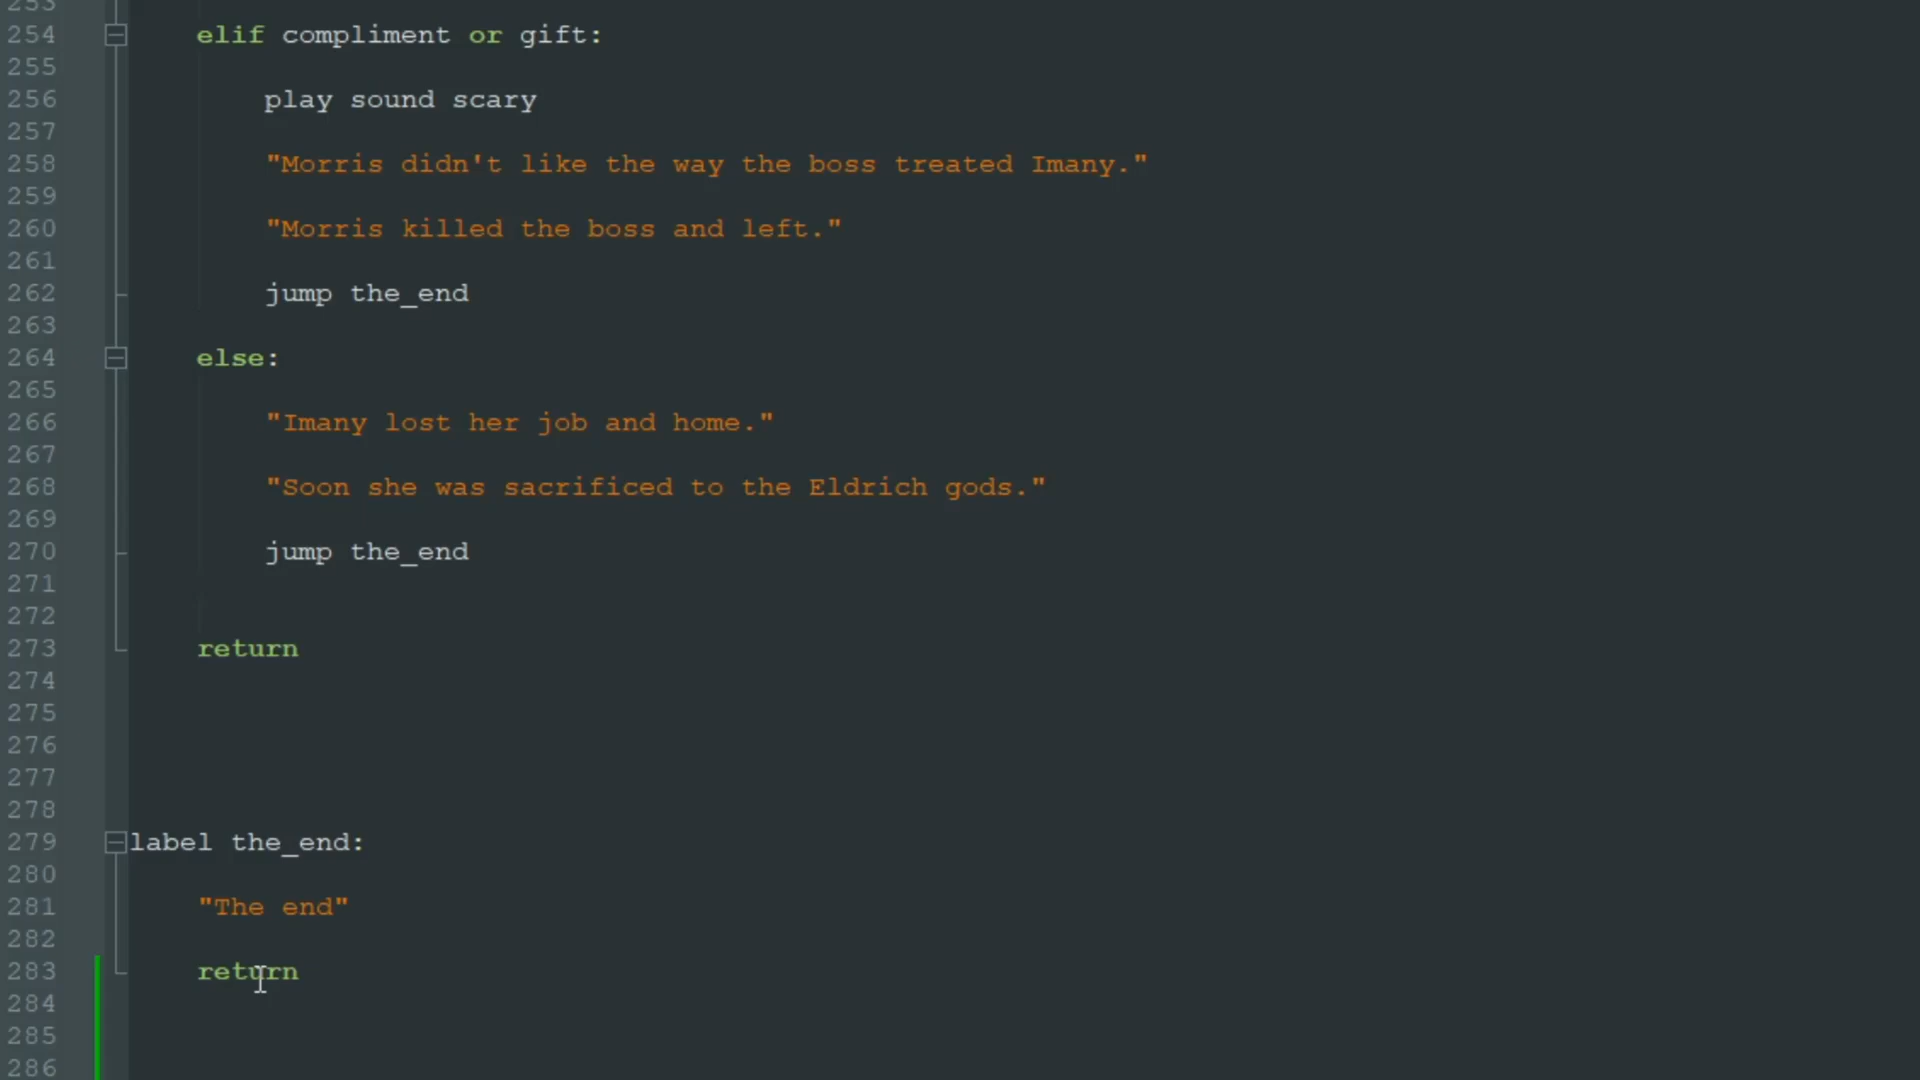 253
254 elif compliment or gift:
255
256 play sound scary
257
258 "Morris didn't like the way the boss treated Imany."
259
260 "Morris killed the boss and left."
261
262 jump the_end
263
264 else:
265
266 "Imany lost her job and home."
267
268 "Soon she was sacrificed to the Eldrich gods."
269
270 jump the_end
271
272
273 return
274
275
276
277
278
279 label the_end:
280
281 "The end"
282
283 return
284
285
286